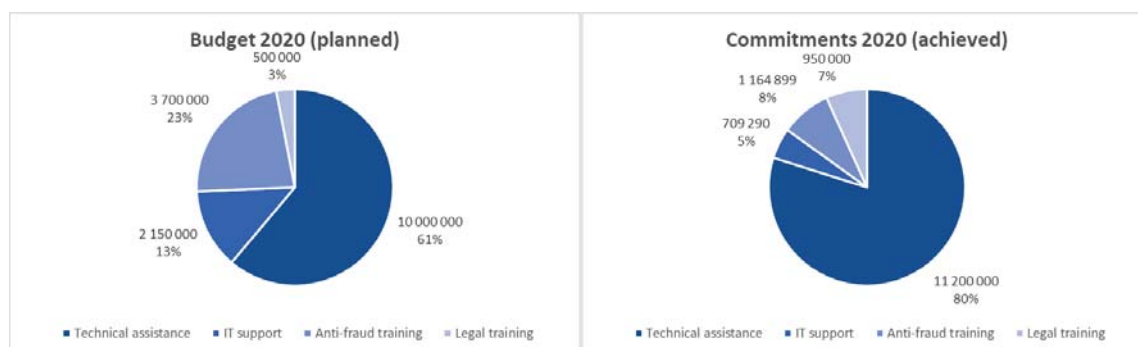 Budget 2020 (planned)
500 000
3%
3 700 000
23%
2 150 000
13%
10 000 000
61%
Technical assistance IT support Anti-fraud training Legal training
Commitments 2020 (achieved)
950 000
7%
1 164 899
8%
709 290
5%
11 200 000
80%
Technical assistance IT support Anti-fraud training Legal training